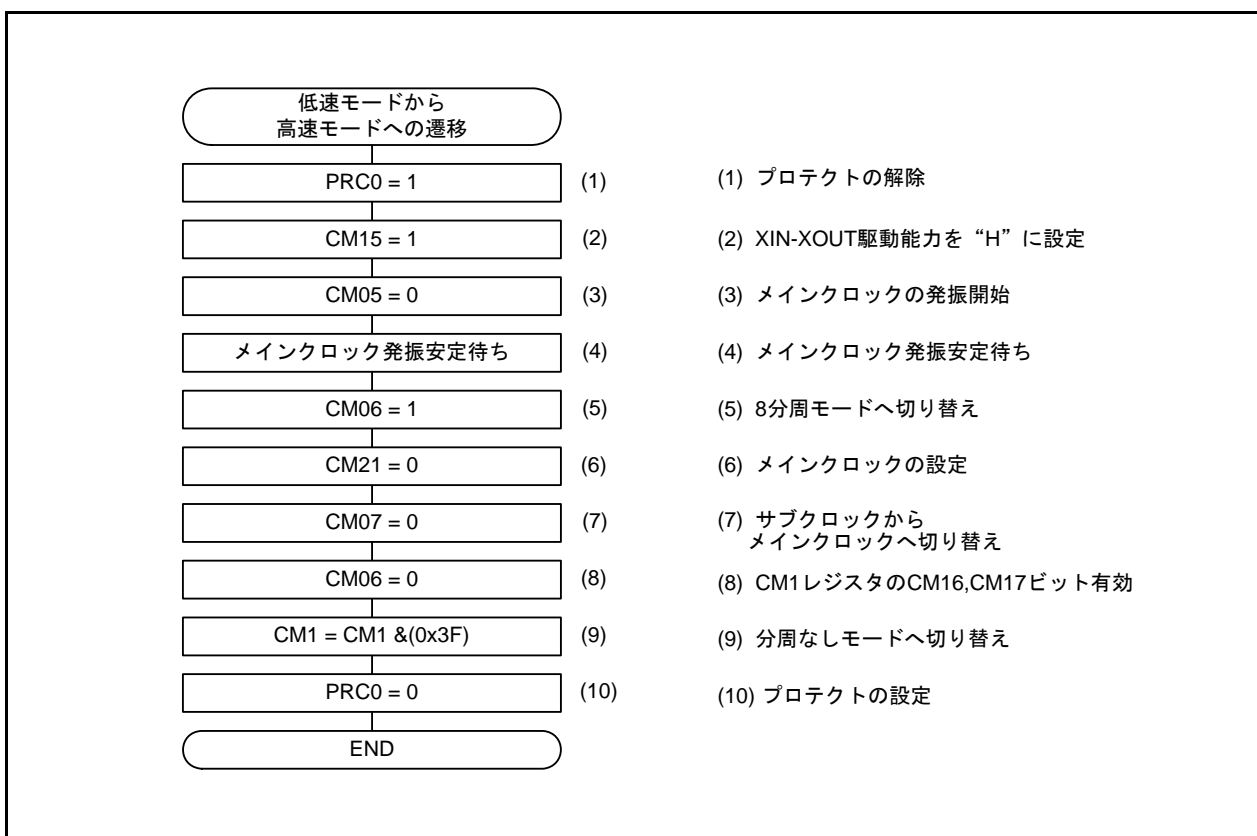 低速モードから
高速モードへの遷移
PRC0 = 1 (1) (1) プロテクトの解除
CM15 = 1 (2) (2) XIN-XOUT駆動能力を“H”に設定
CM05 = 0 (3) (3) メインクロックの発振開始
メインクロック発振安定待ち (4) (4) メインクロック発振安定待ち
CM06 = 1 (5) (5) 8分周モードへ切り替え
CM21 = 0 (6) (6) メインクロックの設定
CM07 = 0 (7) (7) サブクロックから
メインクロックへ切り替え
CM06 = 0 (8) (8) CM1レジスタのCM16,CM17ビット有効
CM1 = CM1 &(0x3F) (9) (9) 分周なしモードへ切り替え
PRC0 = 0 (10) (10) プロテクトの設定
END